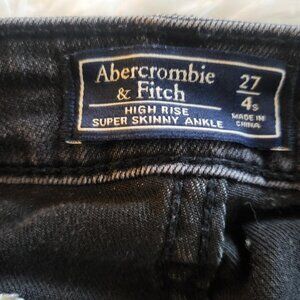 Abercrombie
& Fitch
HIGH RISE
SUPER SKINNY ANKLE
27
4s
MADE IN
CHINA